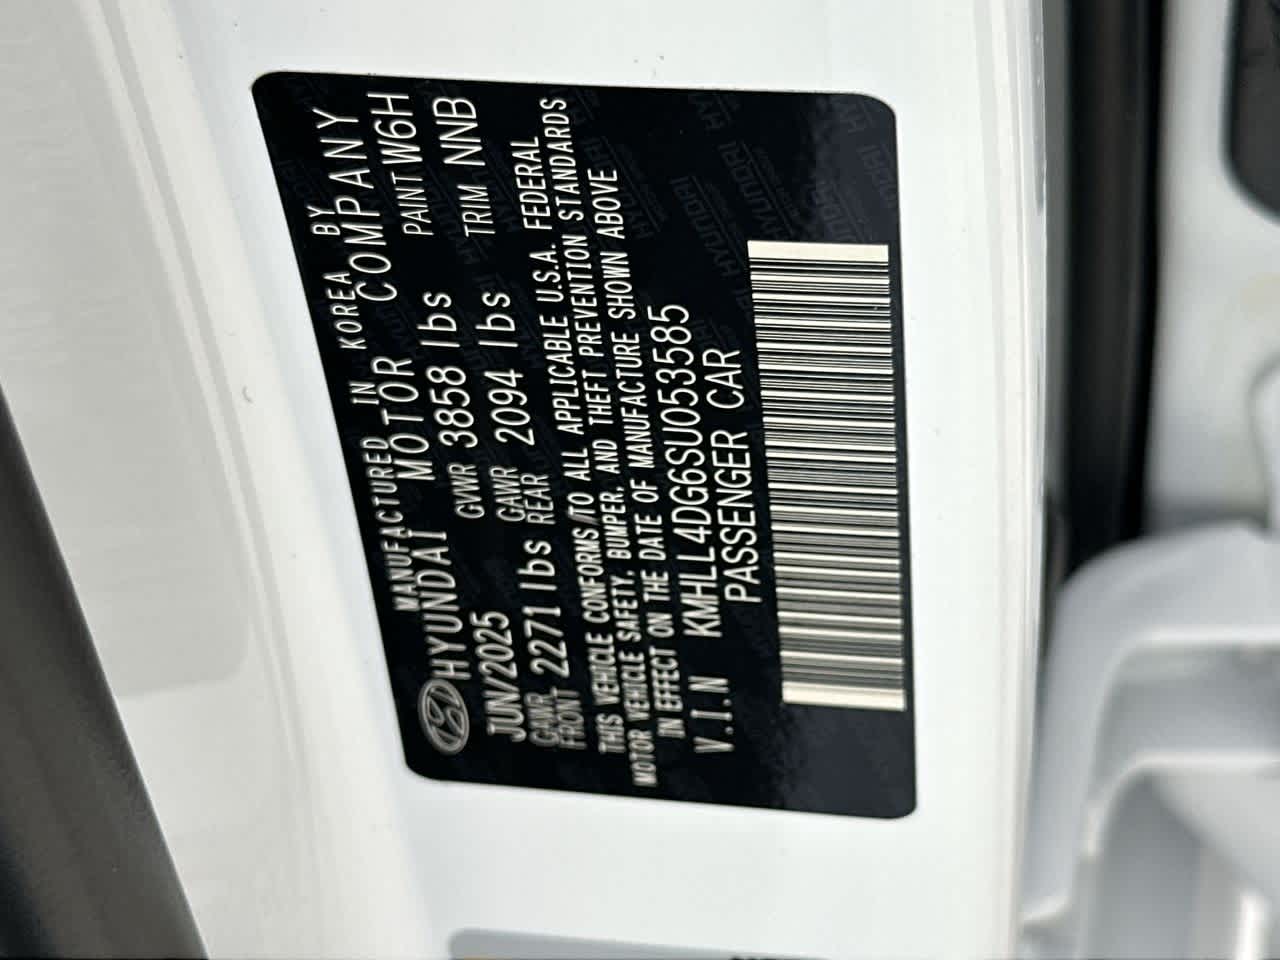 MANUFACTURED IN KOREA BY
HYUNDAI MOTOR COMPANY
JUN/2025 GVWR 3858 lbs PAINT W6H
GAWR FRONT 2271 lbs GAWR REAR 2094 lbs TRIM NNB
THIS VEHICLE CONFORMS TO ALL APPLICABLE U.S.A. FEDERAL
MOTOR VEHICLE SAFETY, BUMPER, AND THEFT PREVENTION STANDARDS
IN EFFECT ON THE DATE OF MANUFACTURE SHOWN ABOVE
V.I.N KMHLL4DG6SU053585
PASSENGER CAR